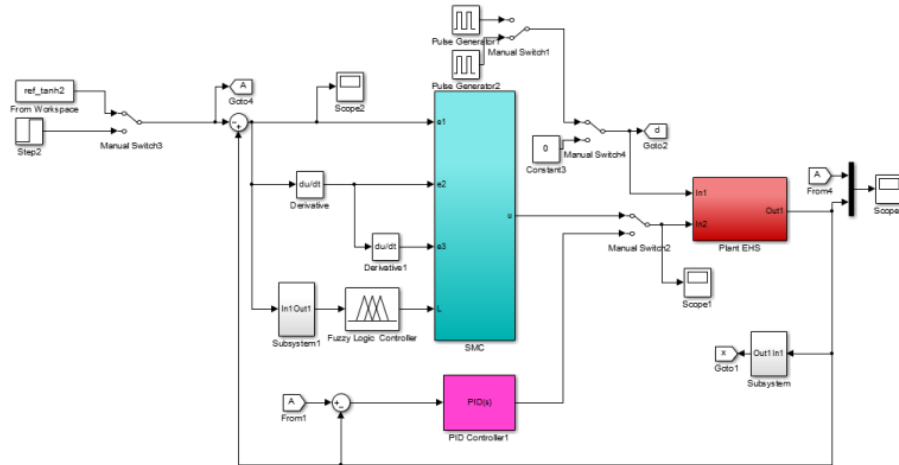 Pulse Generator1
Manual Switch1
Pulse Generator2
ref_tanh2
From Workspace
A
Goto4
Scope2
Step2
Manual Switch3
e1
e2
e3
L
u
SMC
du/dt
Derivative
du/dt
Derivative1
In1 Out1
Subsystem1
Fuzzy Logic Controller
0
Constant3
Manual Switch4
d
Goto2
In1
In2
Out1
Plant EHS
A
From4
Scope
Manual Switch2
Scope1
x
Goto1
Out1 In1
Subsystem
A
From1
PID(s)
PID Controller1